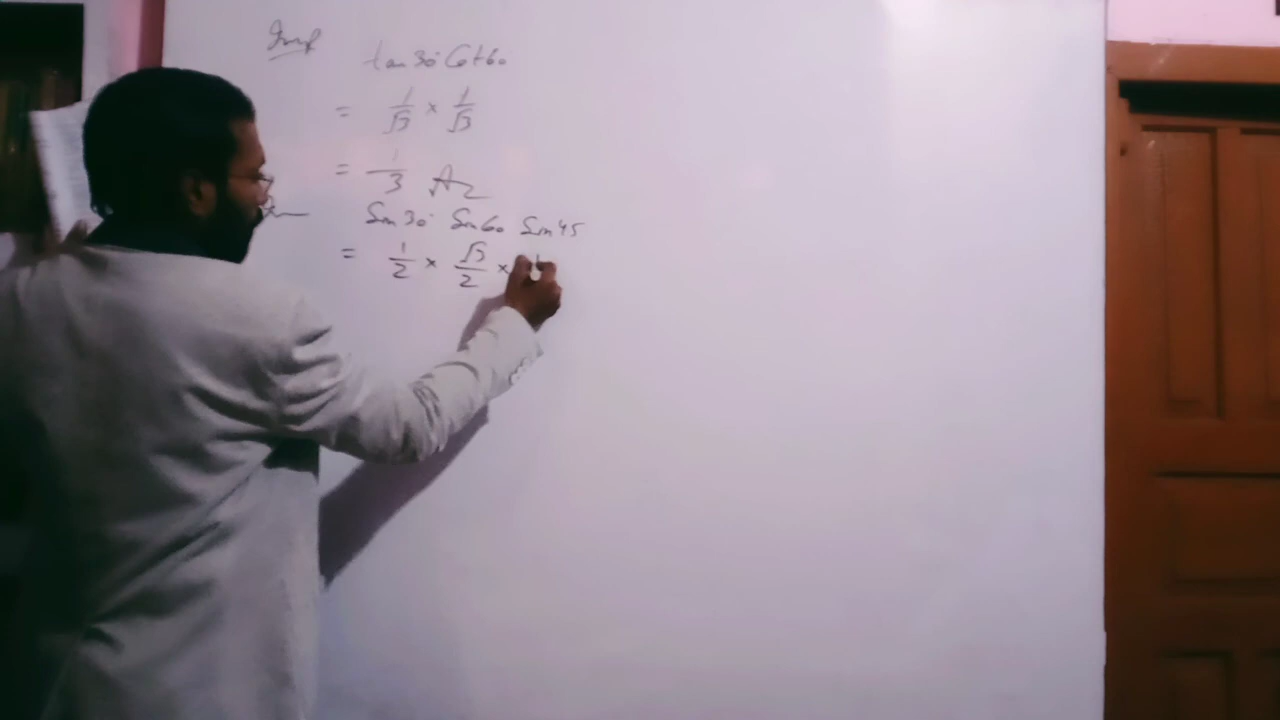 tan 30° Cot 60
= 1/√3 × 1/√3
= 1/3
Sin 30° Sin 60 Sin 45
= 1/2 × √3/2 ×